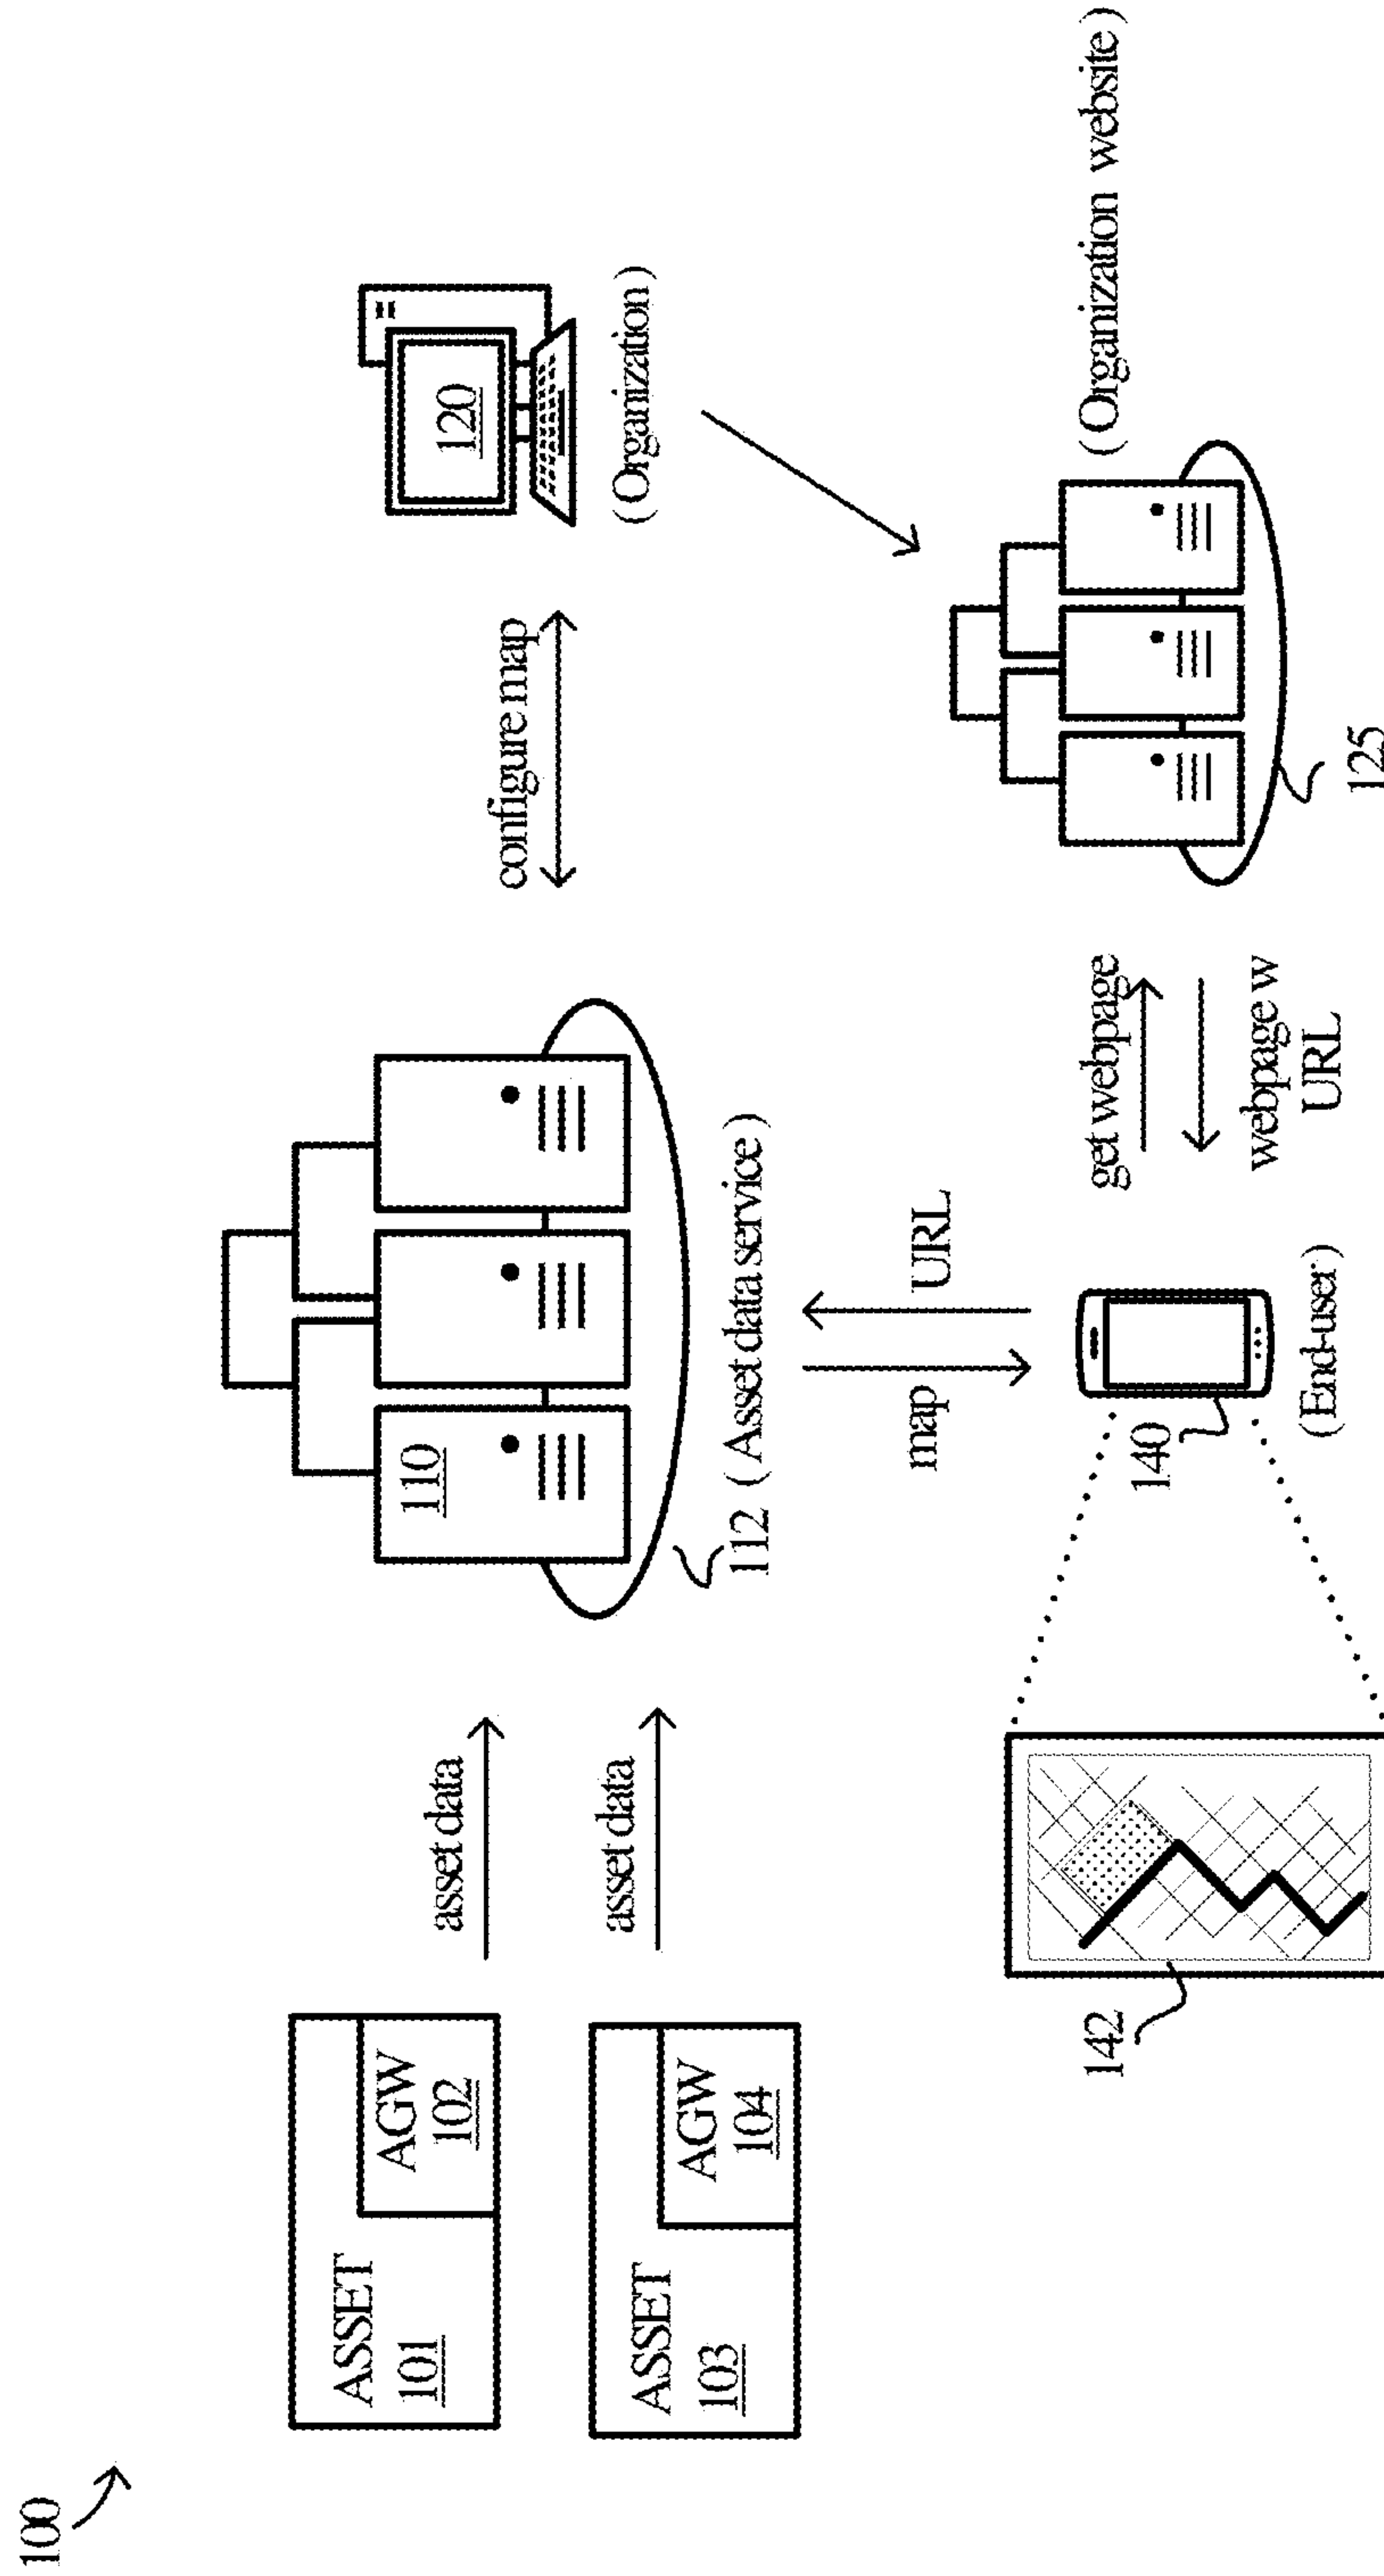 100
ASSET
101
AGW
102
asset data
ASSET
103
AGW
104
asset data
110
112 ( Asset data service )
configure map
120
( Organization )
map
URL
142
140
( End-user )
get webpage
webpage w
URL
125
( Organization website )